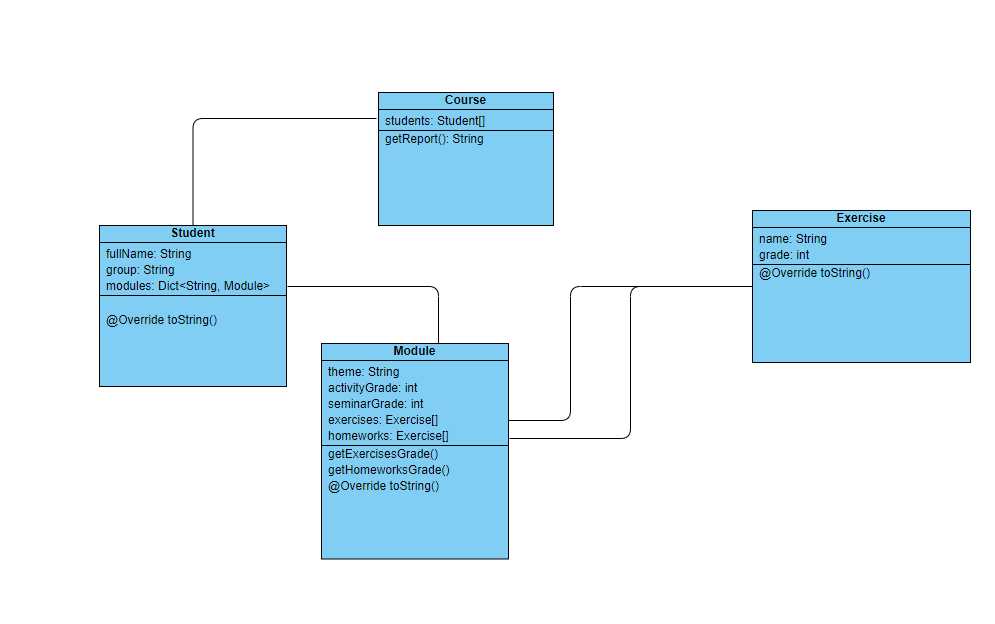 Course
students: Student[]
getReport(): String
Student
fullName: String
group: String
modules: Dict<String, Module>
@Override toString()
Exercise
name: String
grade: int
@Override toString()
Module
theme: String
activityGrade: int
seminarGrade: int
exercises: Exercise[]
homeworks: Exercise[]
getExercisesGrade()
getHomeworksGrade()
@Override toString()